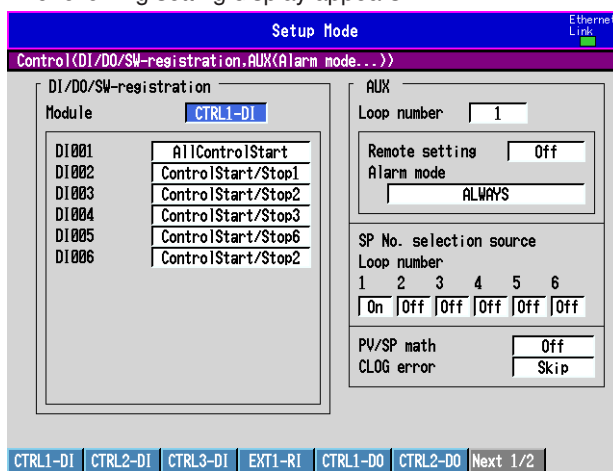 Setup Mode
Ethernet
Link
Control(DI/DO/SW-registration,AUX(Alarm mode...))
DI/DO/SW-registration
Module CTRL1-DI
DI001 AllControlStart
DI002 ControlStart/Stop1
DI003 ControlStart/Stop2
DI004 ControlStart/Stop3
DI005 ControlStart/Stop6
DI006 ControlStart/Stop2
AUX
Loop number 1
Remote setting Off
Alarm mode
ALWAYS
SP No. selection source
Loop number
1 2 3 4 5 6
On Off Off Off Off Off
PV/SP math Off
CLOG error Skip
CTRL1-DI CTRL2-DI CTRL3-DI EXT1-RI CTRL1-DO CTRL2-DO Next 1/2